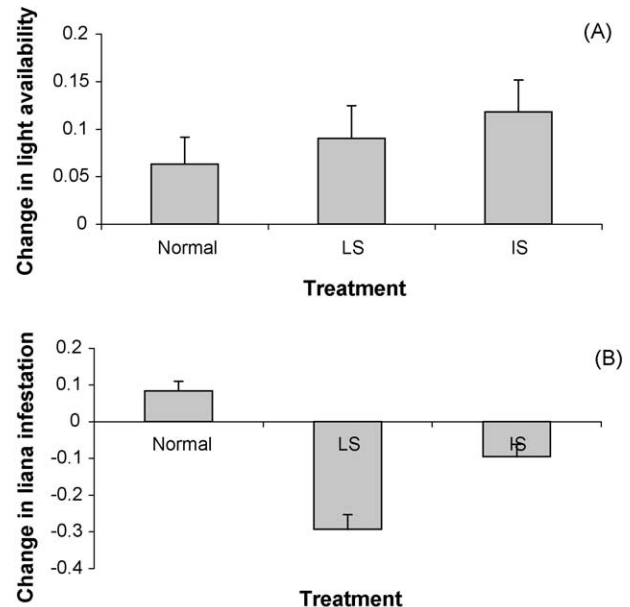 (A)
Change in light availability
0.2
0.15
0.1
0.05
0
Normal LS IS
Treatment
(B)
Change in liana infestation
0.2
0.1
0
-0.1
-0.2
-0.3
-0.4
Normal LS IS
Treatment